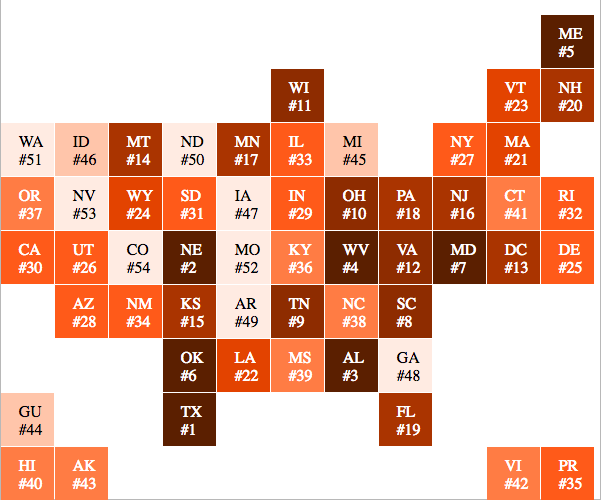 ME
#5
WI
#11
VT
#23
NH
#20
WA
#51
ID
#46
MT
#14
ND
#50
MN
#17
IL
#33
MI
#45
NY
#27
MA
#21
OR
#37
NV
#53
WY
#24
SD
#31
IA
#47
IN
#29
OH
#10
PA
#18
NJ
#16
CT
#41
RI
#32
CA
#30
UT
#26
CO
#54
NE
#2
MO
#52
KY
#36
WV
#4
VA
#12
MD
#7
DC
#13
DE
#25
AZ
#28
NM
#34
KS
#15
AR
#49
TN
#9
NC
#38
SC
#8
OK
#6
LA
#22
MS
#39
AL
#3
GA
#48
TX
#1
FL
#19
GU
#44
HI
#40
AK
#43
VI
#42
PR
#35